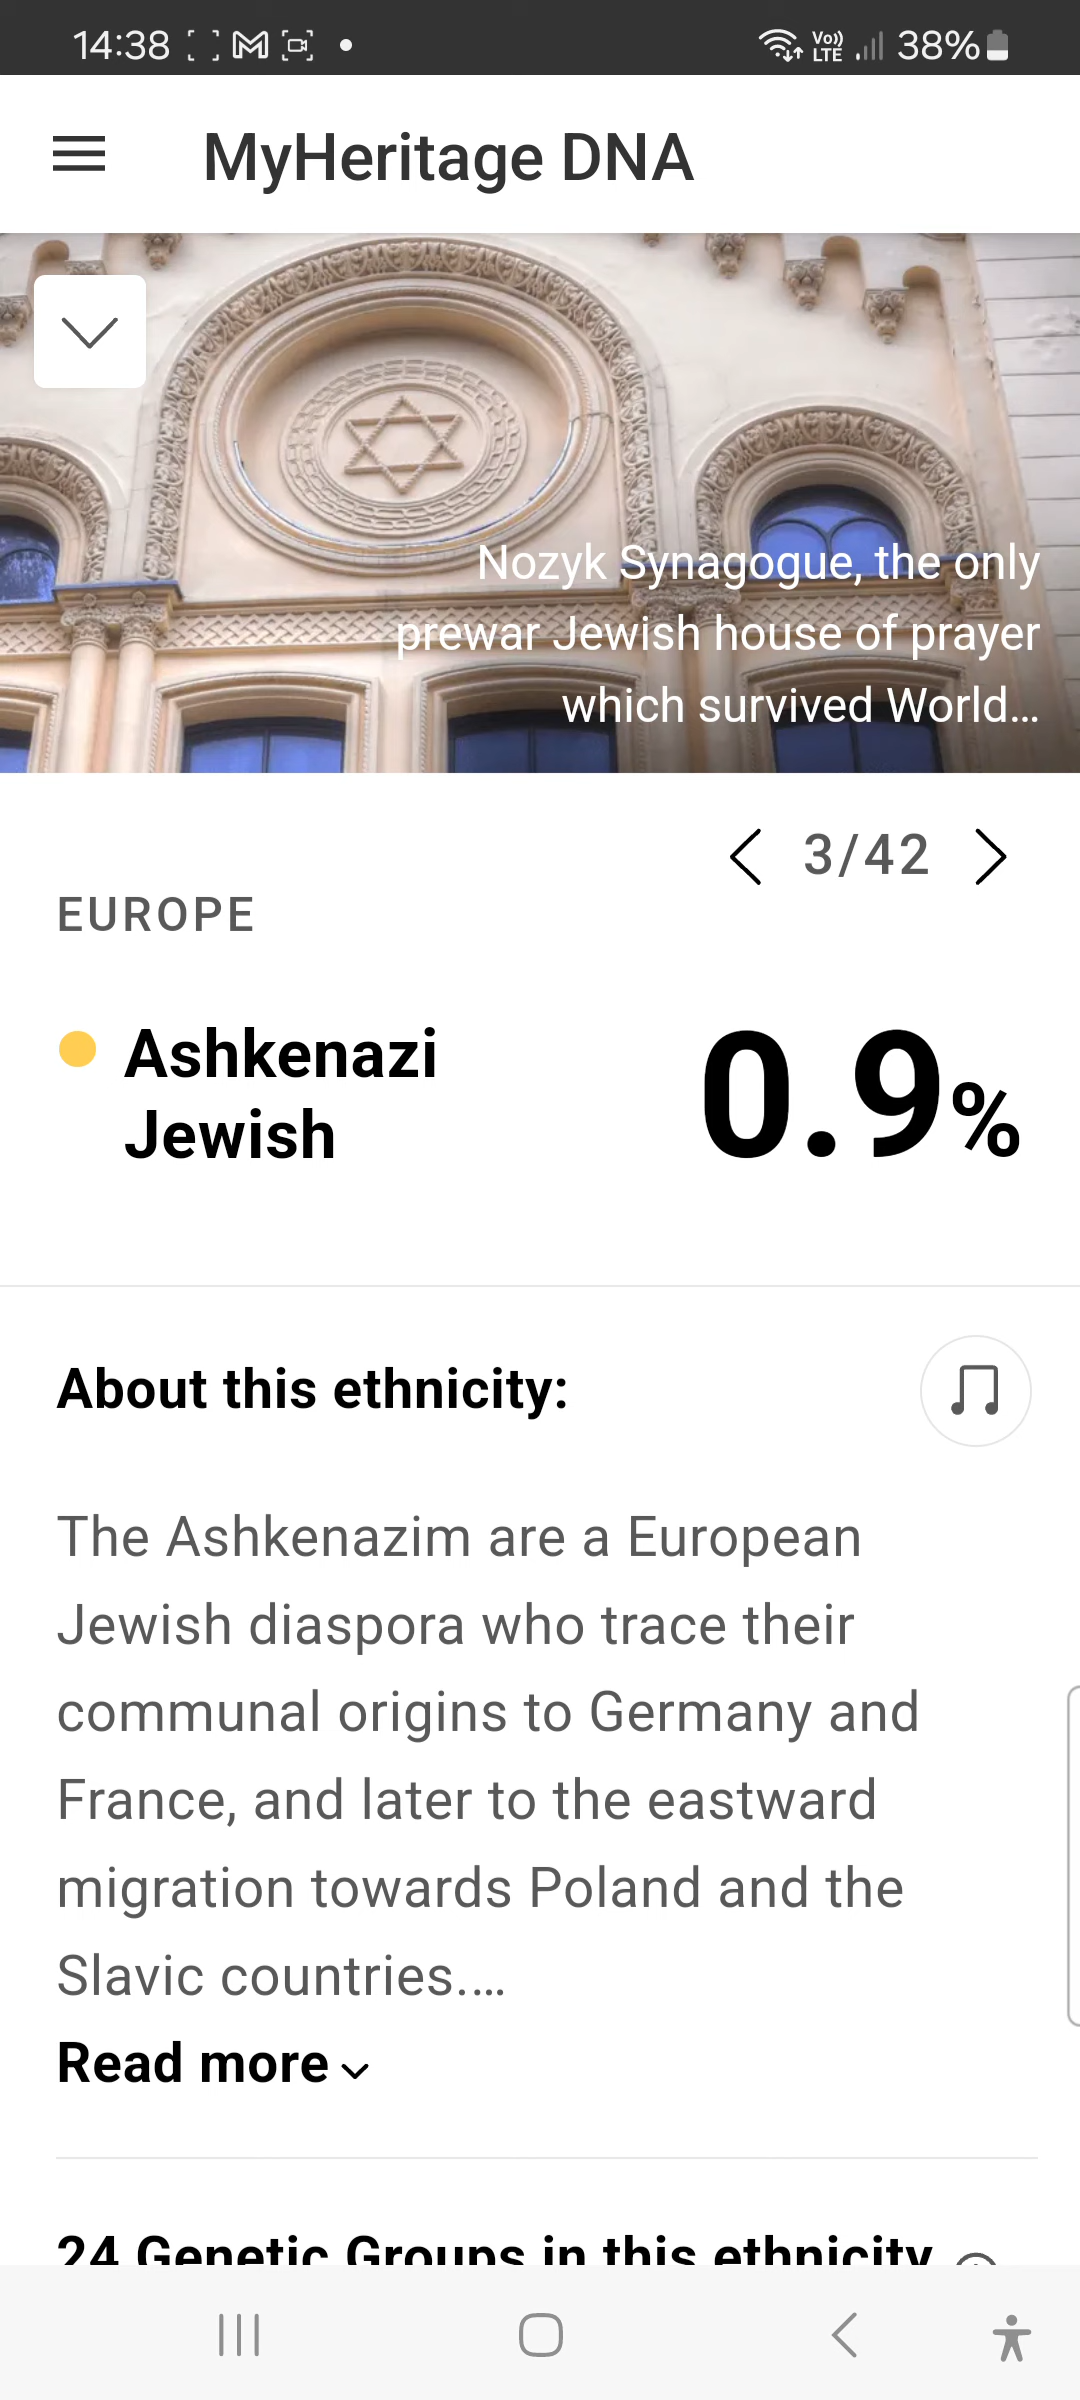 14:38
Vo))
LTE
38%
MyHeritage DNA
Nozyk Synagogue, the only
prewar Jewish house of prayer
which survived World...
3/42
EUROPE
Ashkenazi
Jewish
0.9%
About this ethnicity:
The Ashkenazim are a European
Jewish diaspora who trace their
communal origins to Germany and
France, and later to the eastward
migration towards Poland and the
Slavic countries....
Read more
24 Genetic Groups in this ethnicity